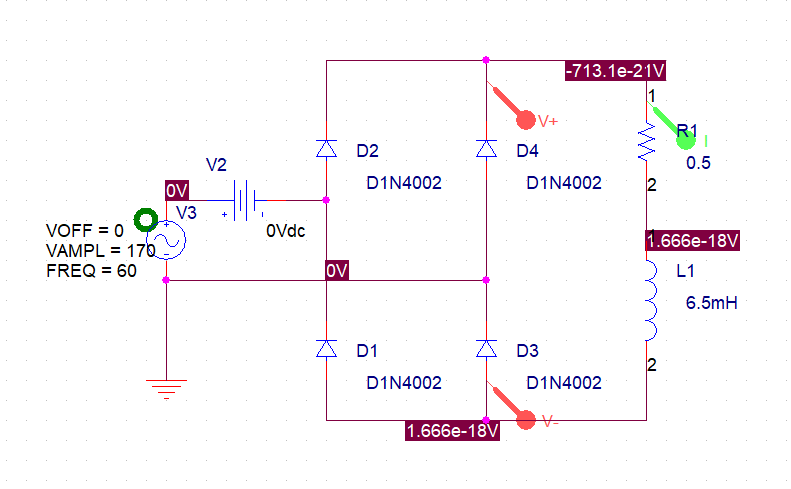 -713.1e-21V
1
V+
R1
I
D2
D4
0.5
V2
D1N4002
D1N4002
2
0V
V3
VOFF = 0
0Vdc
1
1.666e-18V
VAMPL = 170
FREQ = 60
0V
L1
6.5mH
D1
D3
2
D1N4002
D1N4002
V-
1.666e-18V